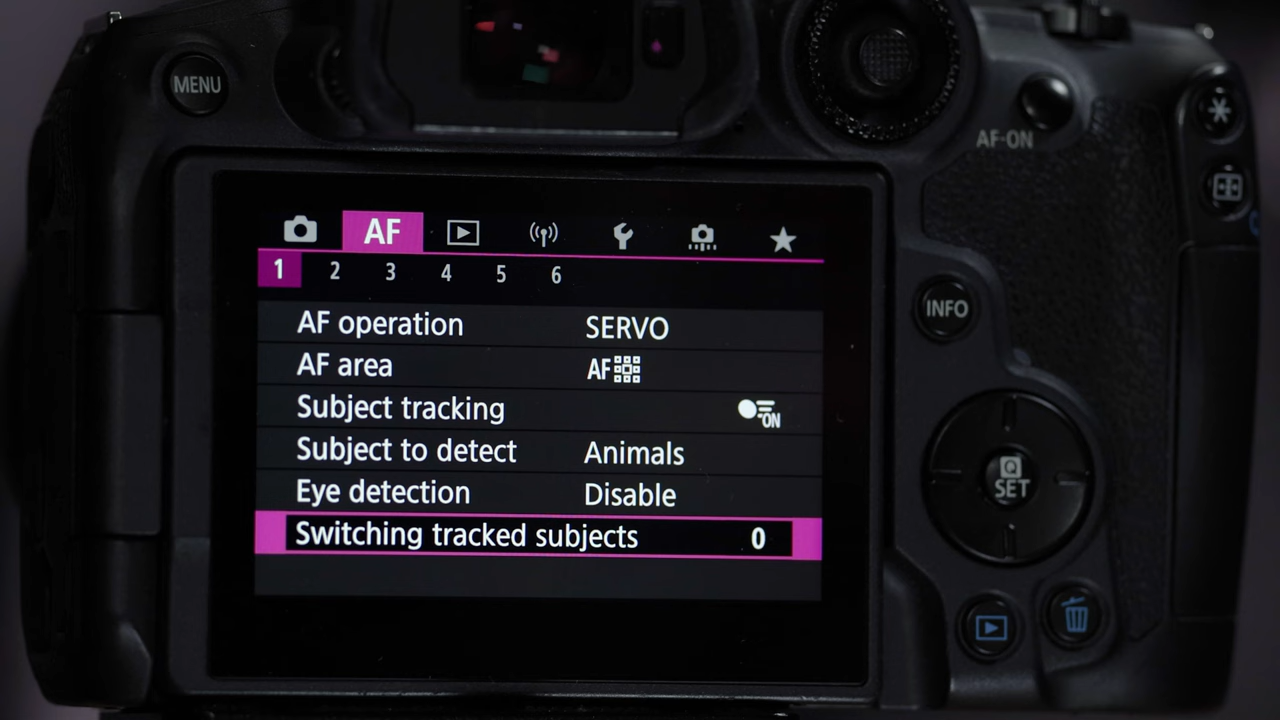 MENU
AF-ON
AF
1 2 3 4 5 6
AF operation SERVO
AF area AF
Subject tracking ON
Subject to detect Animals
Eye detection Disable
Switching tracked subjects 0
INFO
Q
SET